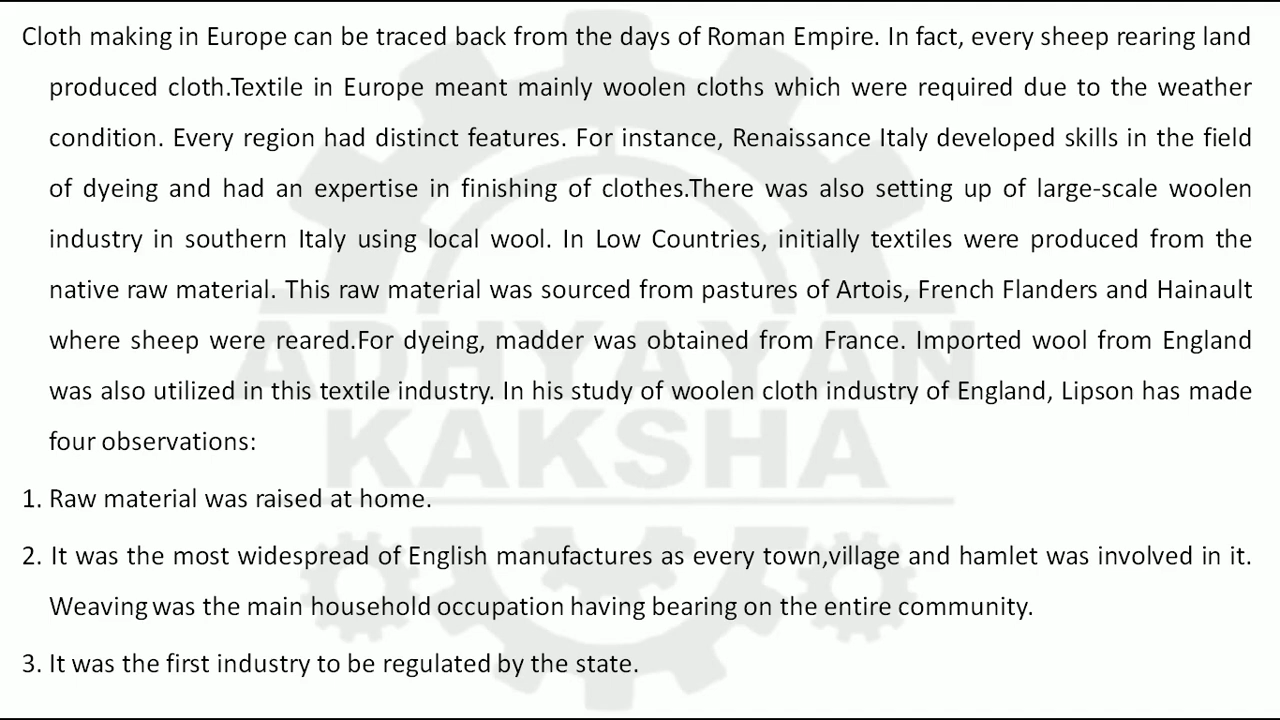 Cloth making in Europe can be traced back from the days of Roman Empire. In fact, every sheep rearing land
produced cloth.Textile in Europe meant mainly woolen cloths which were required due to the weather
condition. Every region had distinct features. For instance, Renaissance Italy developed skills in the field
of dyeing and had an expertise in finishing of clothes.There was also setting up of large-scale woolen
industry in southern Italy using local wool. In Low Countries, initially textiles were produced from the
native raw material. This raw material was sourced from pastures of Artois, French Flanders and Hainault
where sheep were reared.For dyeing, madder was obtained from France. Imported wool from England
was also utilized in this textile industry. In his study of woolen cloth industry of England, Lipson has made
four observations:
1. Raw material was raised at home.
2. It was the most widespread of English manufactures as every town,village and hamlet was involved in it.
Weaving was the main household occupation having bearing on the entire community.
3. It was the first industry to be regulated by the state.
ADHYAYAN
KAKSHA